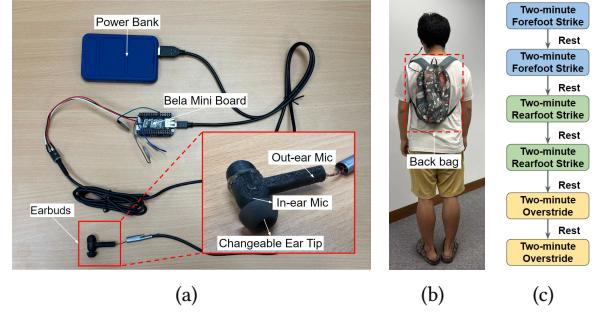 Power Bank
Bela Mini Board
Out-ear Mic
In-ear Mic
Earbuds
Changeable Ear Tip
(a)
Back bag
(b)
Two-minute
Forefoot Strike
Rest
Two-minute
Forefoot Strike
Rest
Two-minute
Rearfoot Strike
Rest
Two-minute
Rearfoot Strike
Rest
Two-minute
Overstride
Rest
Two-minute
Overstride
(c)